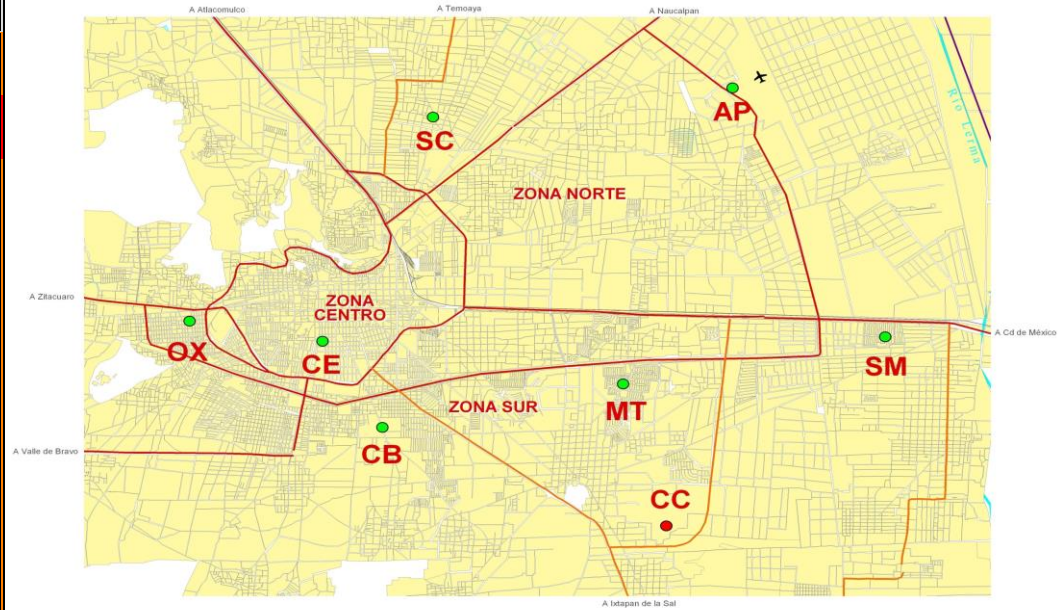 A Atlacomulco
A Temoaya
A Naucalpan
AP
SC
Río Lerma
ZONA NORTE
A Zitacuaro
ZONA
CENTRO
A Cd de México
OX
CE
SM
MT
ZONA SUR
CB
A Valle de Bravo
CC
A Ixtapan de la Sal